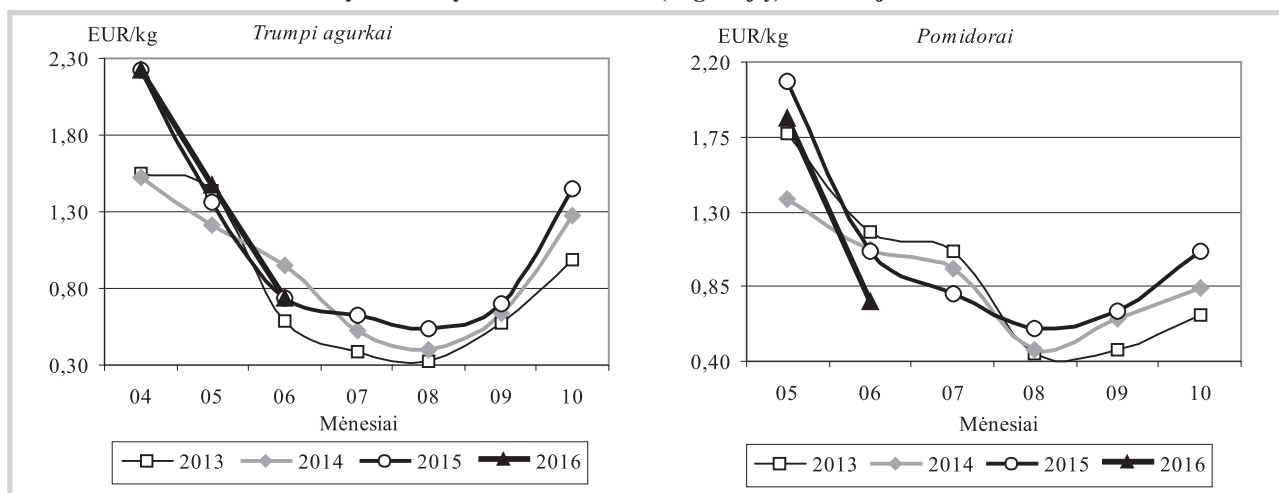 EUR/kg
Trumpi agurkai
2,30
1,80
1,30
0,80
0,30
04 05 06 07 08 09 10
Mėnesiai
2013 2014 2015 2016
EUR/kg
Pomidorai
2,20
1,75
1,30
0,85
0,40
05 06 07 08 09 10
Mėnesiai
2013 2014 2015 2016